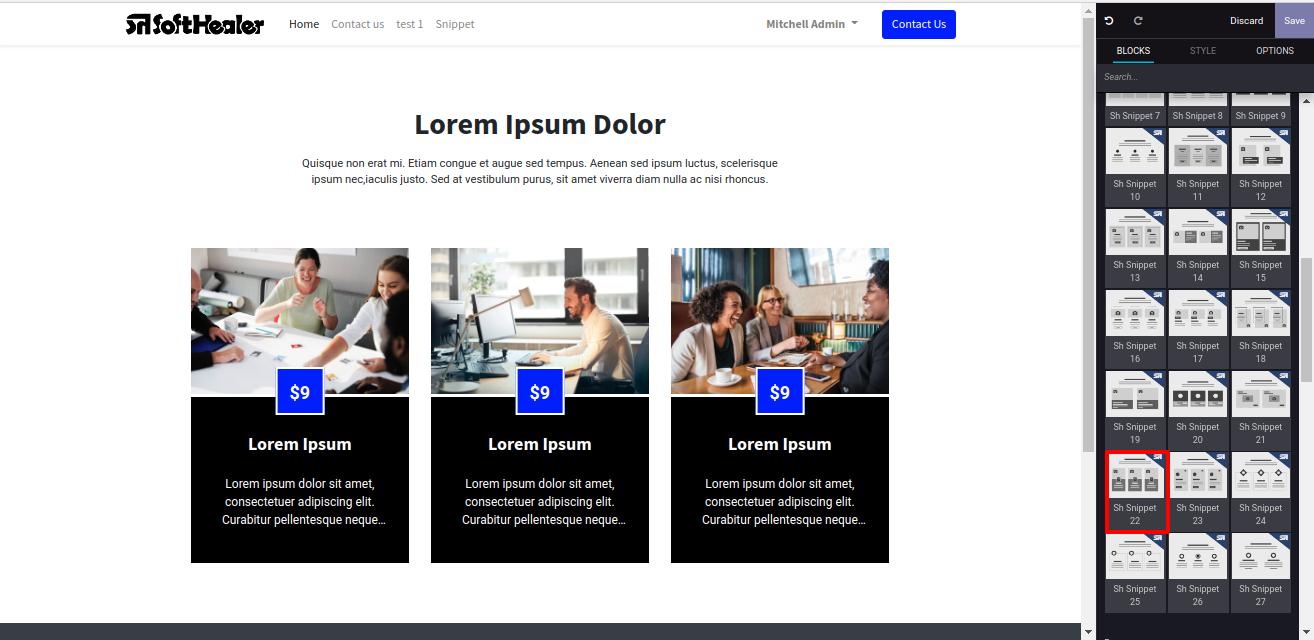 SoftHealer
Home
Contact us
test 1
Snippet
Mitchell Admin
Contact Us
Discard
Save
BLOCKS
STYLE
OPTIONS
Search...
Lorem Ipsum Dolor
Quisque non erat mi. Etiam congue et augue sed tempus. Aenean sed ipsum luctus, scelerisque
ipsum nec,iaculis justo. Sed at vestibulum purus, sit amet viverra diam nulla ac nisi rhoncus.
$9
Lorem Ipsum
Lorem ipsum dolor sit amet,
consectetuer adipiscing elit.
Curabitur pellentesque neque...
$9
Lorem Ipsum
Lorem ipsum dolor sit amet,
consectetuer adipiscing elit.
Curabitur pellentesque neque...
$9
Lorem Ipsum
Lorem ipsum dolor sit amet,
consectetuer adipiscing elit.
Curabitur pellentesque neque...
Sh Snippet 7
Sh Snippet 8
Sh Snippet 9
Sh Snippet
10
Sh Snippet
11
Sh Snippet
12
Sh Snippet
13
Sh Snippet
14
Sh Snippet
15
Sh Snippet
16
Sh Snippet
17
Sh Snippet
18
Sh Snippet
19
Sh Snippet
20
Sh Snippet
21
Sh Snippet
22
Sh Snippet
23
Sh Snippet
24
Sh Snippet
25
Sh Snippet
26
Sh Snippet
27